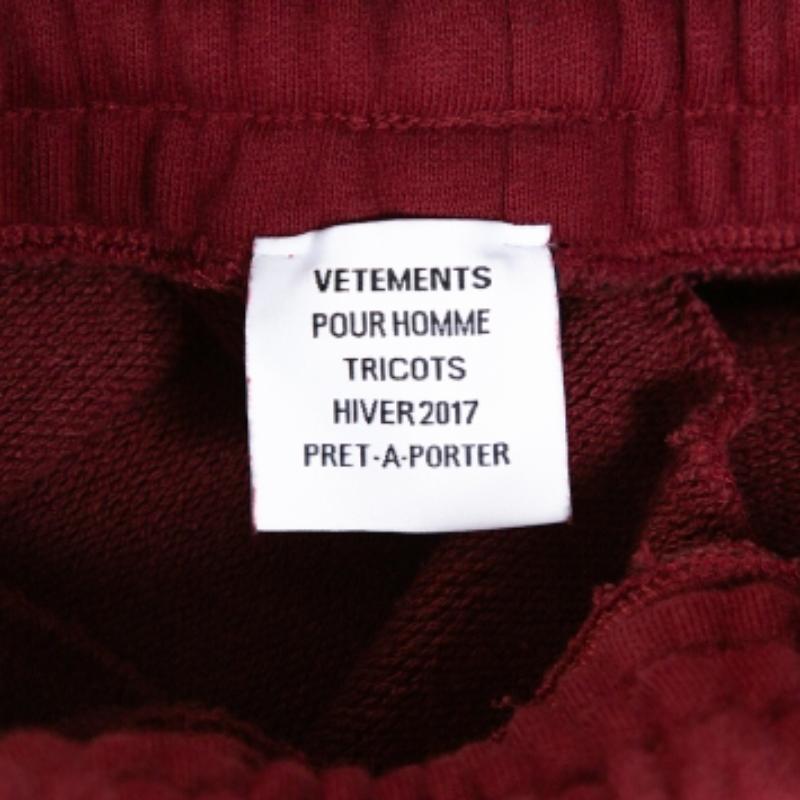 VETEMENTS
POUR HOMME
TRICOTS
HIVER 2017
PRET-A-PORTER